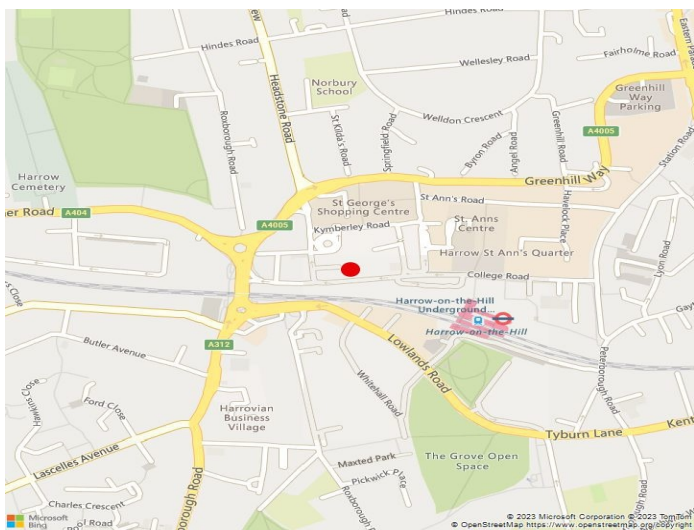 Hindes Road
Hindes Road
Wellesley Road
Fairholme Road
Norbury
School
Greenhill
Way
Parking
Headstone Road
Roxborough Road
St Kilda's Road
Springfield Road
Welldon Crescent
Byron Road
Angel Road
Greenhill Road
A4005
Station Road
Harrow
Cemetery
Greenhill Way
St Ann's Road
Havelock Place
St George's
Shopping Centre
A404
A4005
Kymberley Road
St. Anns
Centre
Harrow St Ann's Quarter
Lyon Road
College Road
Harrow-on-the-Hill
Underground...
Harrow-on-the-Hill
A312
Butler Avenue
Lowlands Road
Whitehall Road
Peterborough Road
Ford Close
Harrovian
Business
Village
Tyburn Lane
Lascelles Avenue
Maxted Park
The Grove Open
Space
Pickwick Place
Charles Crescent
Microsoft
Bing
© 2023 Microsoft Corporation © 2023 TomTom
© OpenStreetMap https://www.openstreetmap.org/copyright